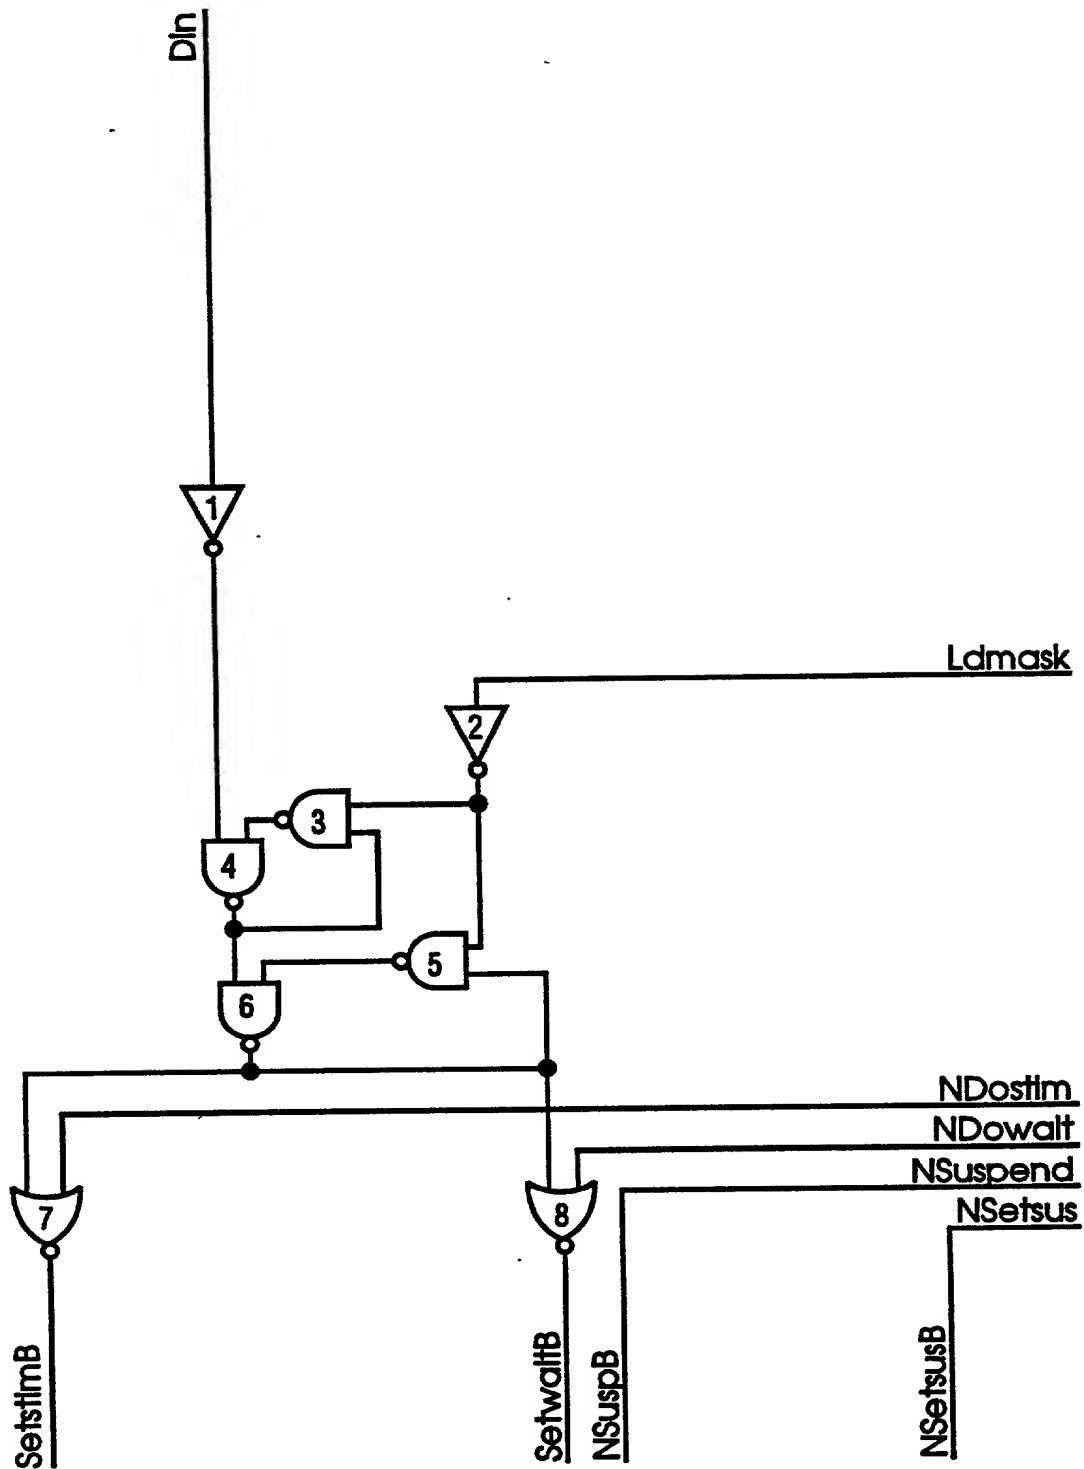 DIn
1
Ldmask
2
3
4
5
6
NDostim
NDowait
NSuspend
NSetsus
7
8
SetstimB
SetwaitB
NSuspB
NSetsusB